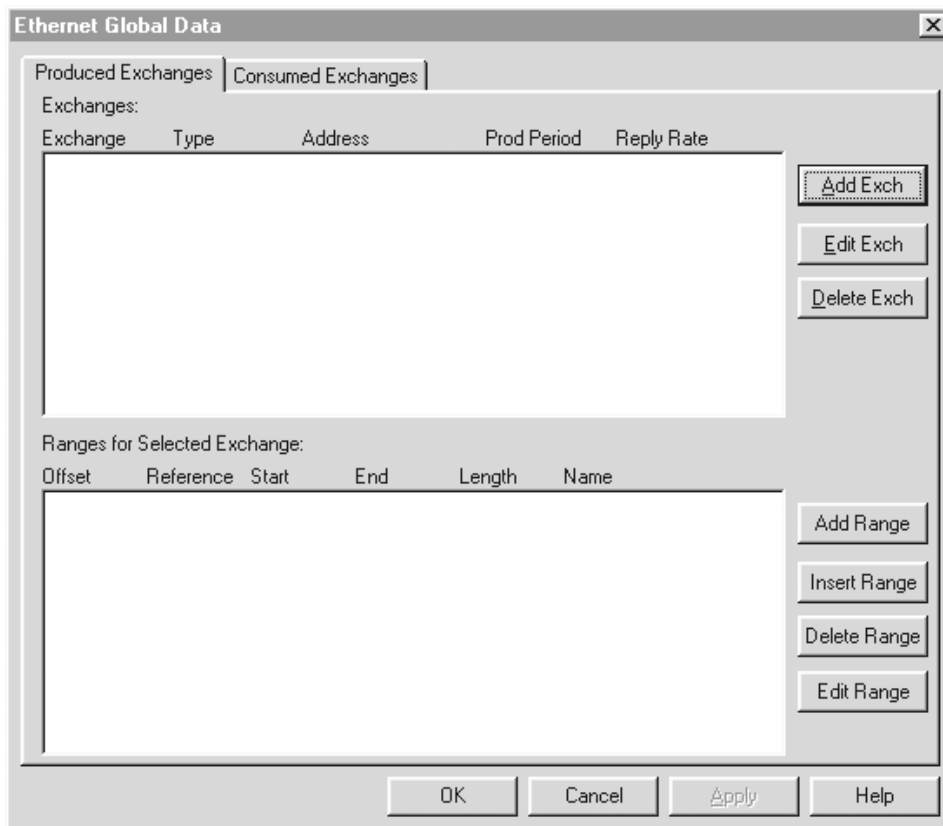 Ethernet Global Data
Produced Exchanges Consumed Exchanges
Exchanges:
Exchange Type Address Prod Period Reply Rate
Add Exch
Edit Exch
Delete Exch
Ranges for Selected Exchange:
Offset Reference Start End Length Name
Add Range
Insert Range
Delete Range
Edit Range
OK Cancel Apply Help